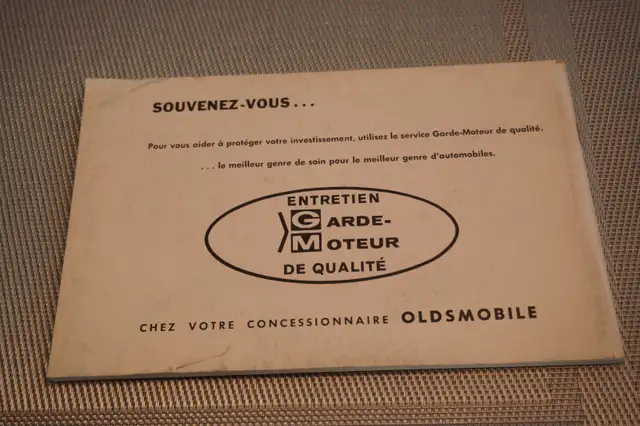 SOUVENEZ-VOUS...
Pour vous aider à protéger votre investissement, utilisez le service Garde-Moteur de qualité.
...le meilleur genre de soin pour le meilleur genre d'automobiles.
ENTRETIEN
GARDE-
MOTEUR
DE QUALITÉ
CHEZ VOTRE CONCESSIONNAIRE OLDSMOBILE